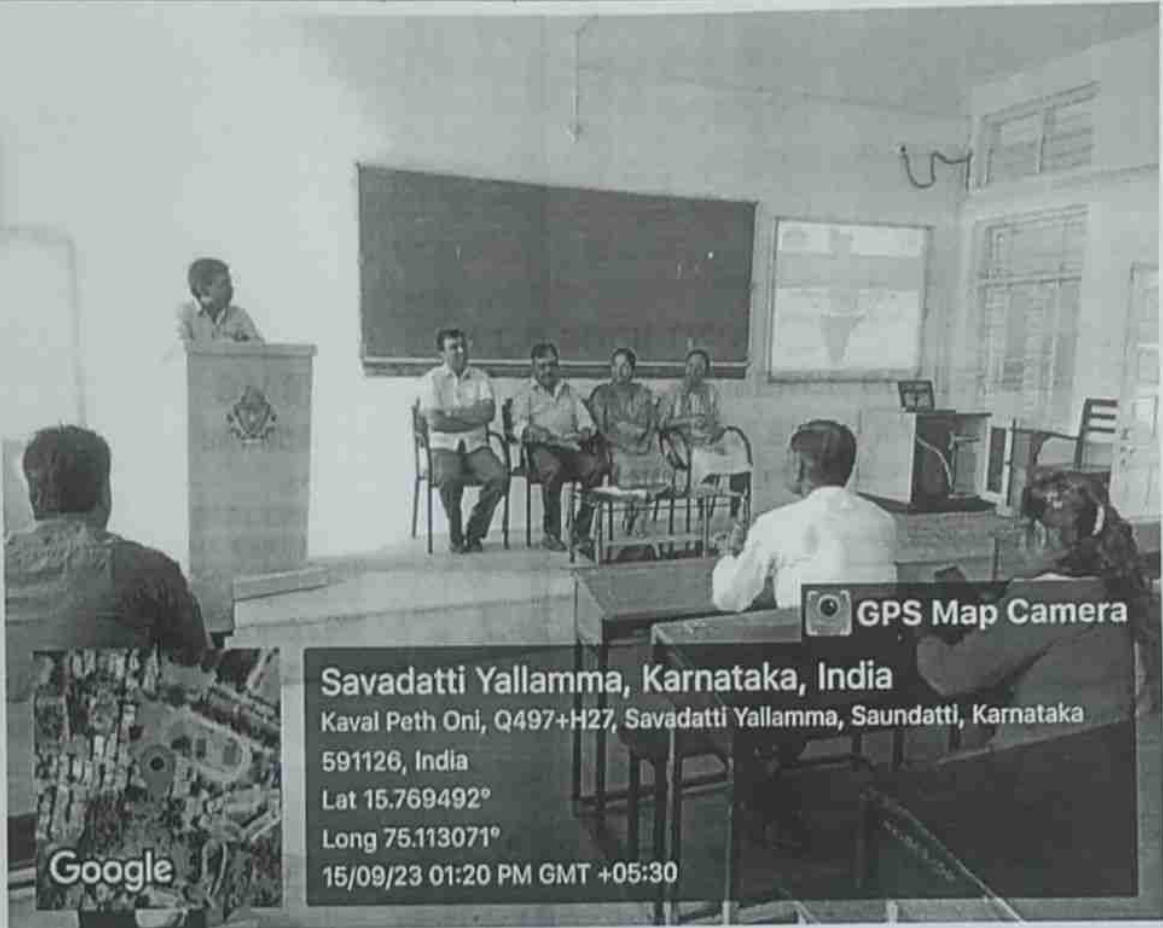 GPS Map Camera
Savadatti Yallamma, Karnataka, India
Kaval Peth Oni, Q497+H27, Savadatti Yallamma, Saundatti, Karnataka
591126, India
Lat 15.769492°
Long 75.113071°
15/09/23 01:20 PM GMT +05:30
Google